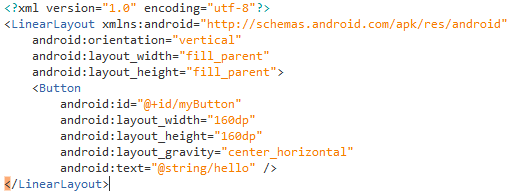 <?xml version="1.0" encoding="utf-8"?>
<LinearLayout xmlns:android="http://schemas.android.com/apk/res/android"
    android:orientation="vertical"
    android:layout_width="fill_parent"
    android:layout_height="fill_parent">
    <Button
        android:id="@+id/myButton"
        android:layout_width="160dp"
        android:layout_height="160dp"
        android:layout_gravity="center_horizontal"
        android:text="@string/hello" />
</LinearLayout>